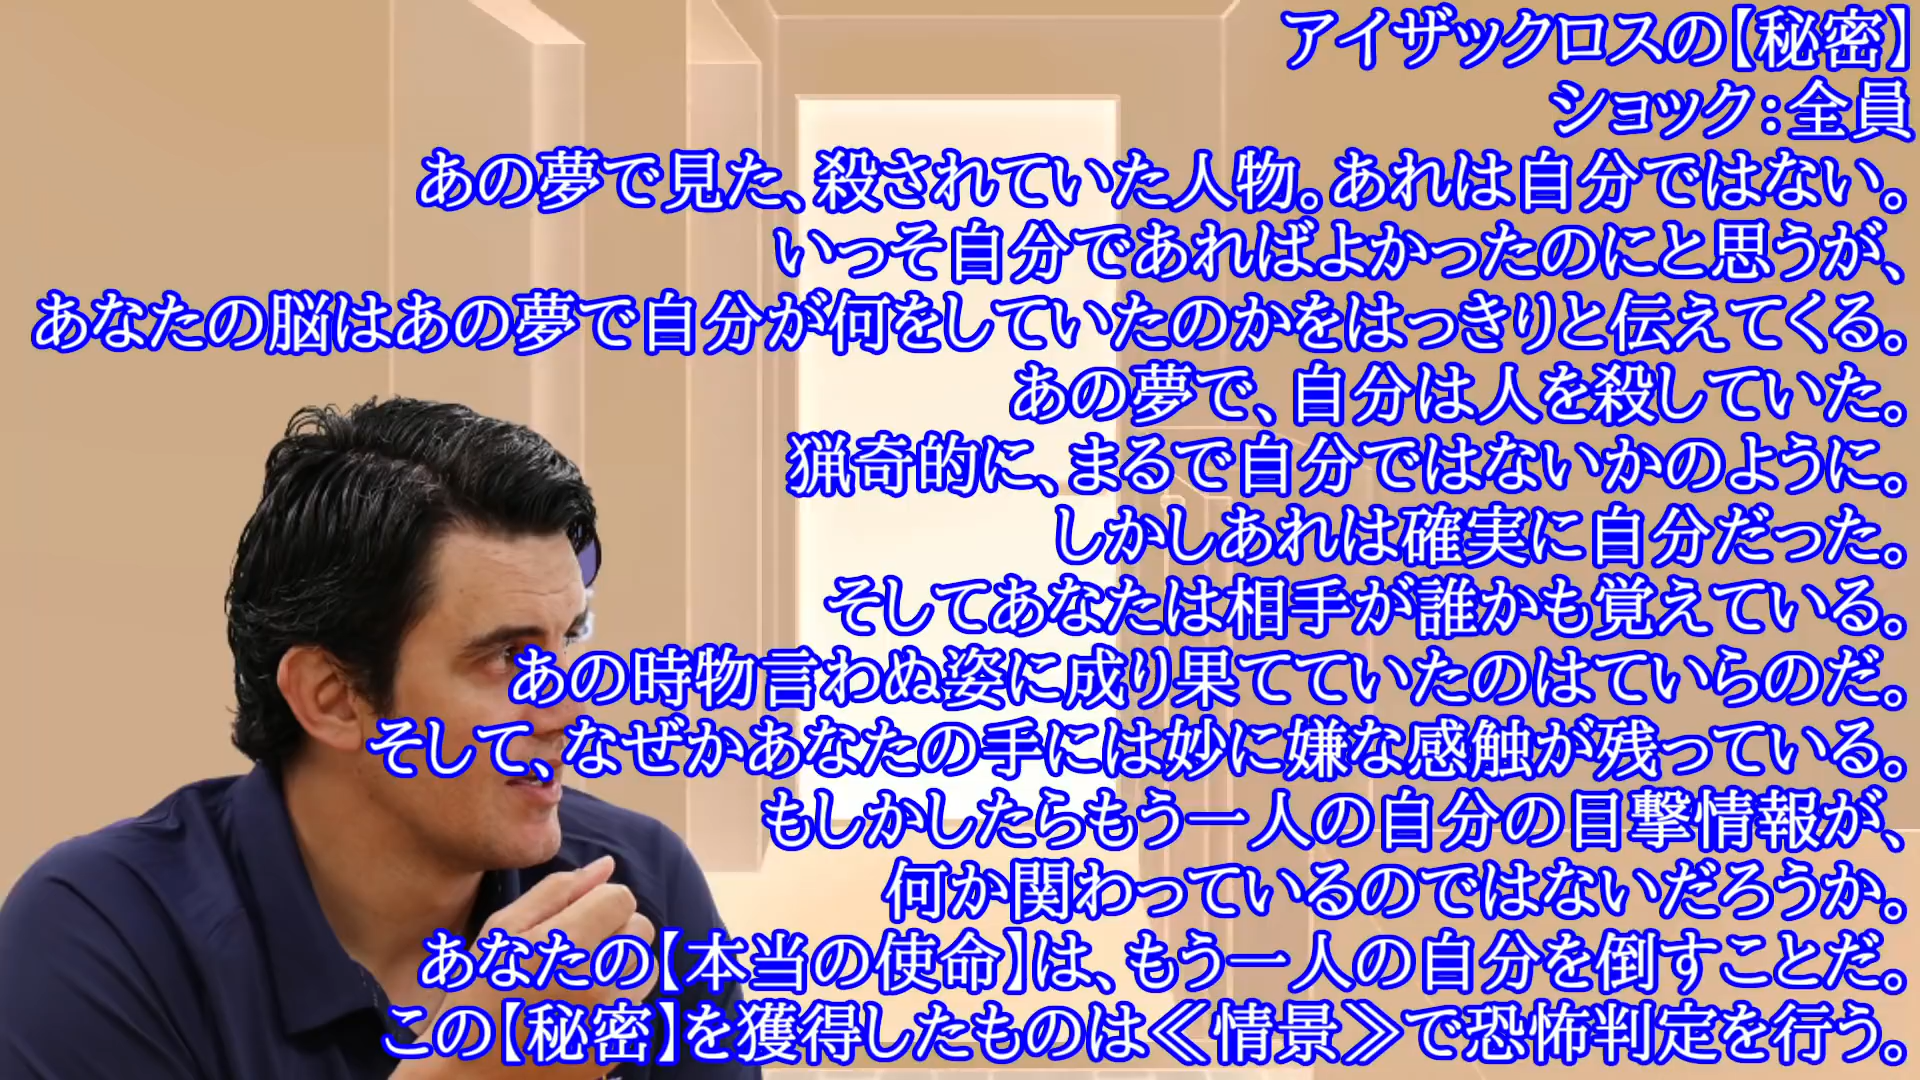 アイザックロスの【秘密】
ショック：全員
あの夢で見た、殺されていた人物。あれは自分ではない。
いっそ自分であればよかったのにと思うが、
あなたの脳はあの夢で自分が何をしていたのかをはっきりと伝えてくる。
あの夢で、自分は人を殺していた。
猟奇的に、まるで自分ではないかのように。
しかしあれは確実に自分だった。
そしてあなたは相手が誰かも覚えている。
あの時物言わぬ姿に成り果てていたのはていらのだ。
そして、なぜかあなたの手には妙に嫌な感触が残っている。
もしかしたらもう一人の自分の目撃情報が、
何か関わっているのではないだろうか。
あなたの【本当の使命】は、もう一人の自分を倒すことだ。
この【秘密】を獲得したものは≪情景≫で恐怖判定を行う。